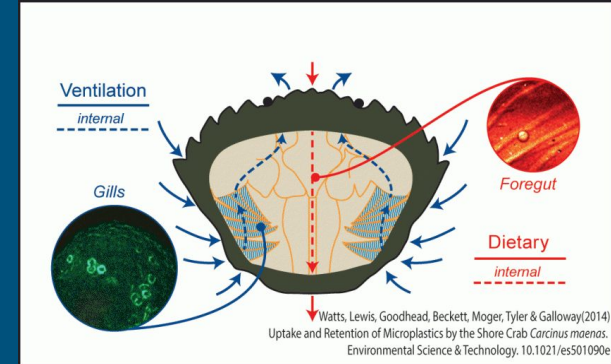 Ventilation
internal
Gills
Foregut
Dietary
internal
Watts, Lewis, Goodhead, Beckett, Moger, Tyler & Galloway(2014)
Uptake and Retention of Microplastics by the Shore Crab Carcinus maenas.
Environmental Science & Technology. 10.1021/es501090e